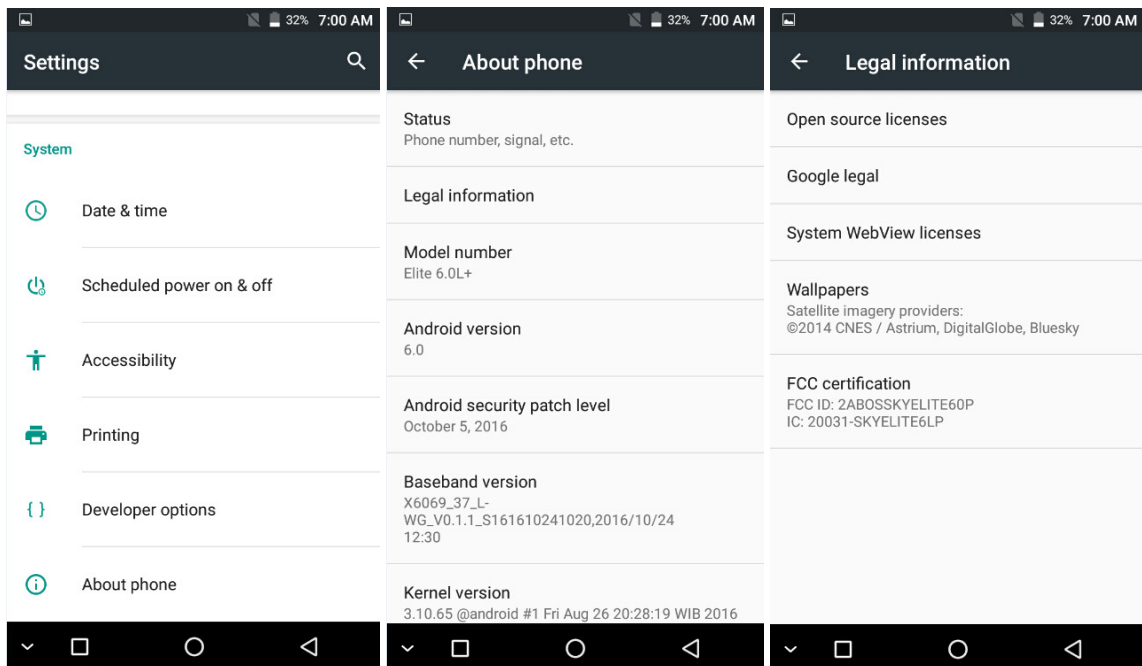 32% 7:00 AM
Settings
System
Date & time
Scheduled power on & off
Accessibility
Printing
{ } Developer options
About phone
32% 7:00 AM
About phone
Status
Phone number, signal, etc.
Legal information
Model number
Elite 6.0L+
Android version
6.0
Android security patch level
October 5, 2016
Baseband version
X6069_37_L-
WG_V0.1.1_S161610241020,2016/10/24
12:30
Kernel version
3.10.65 @android #1 Fri Aug 26 20:28:19 WIB 2016
32% 7:00 AM
Legal information
Open source licenses
Google legal
System WebView licenses
Wallpapers
Satellite imagery providers:
©2014 CNES / Astrium, DigitalGlobe, Bluesky
FCC certification
FCC ID: 2ABOSSKYELITE60P
IC: 20031-SKYELITE6LP